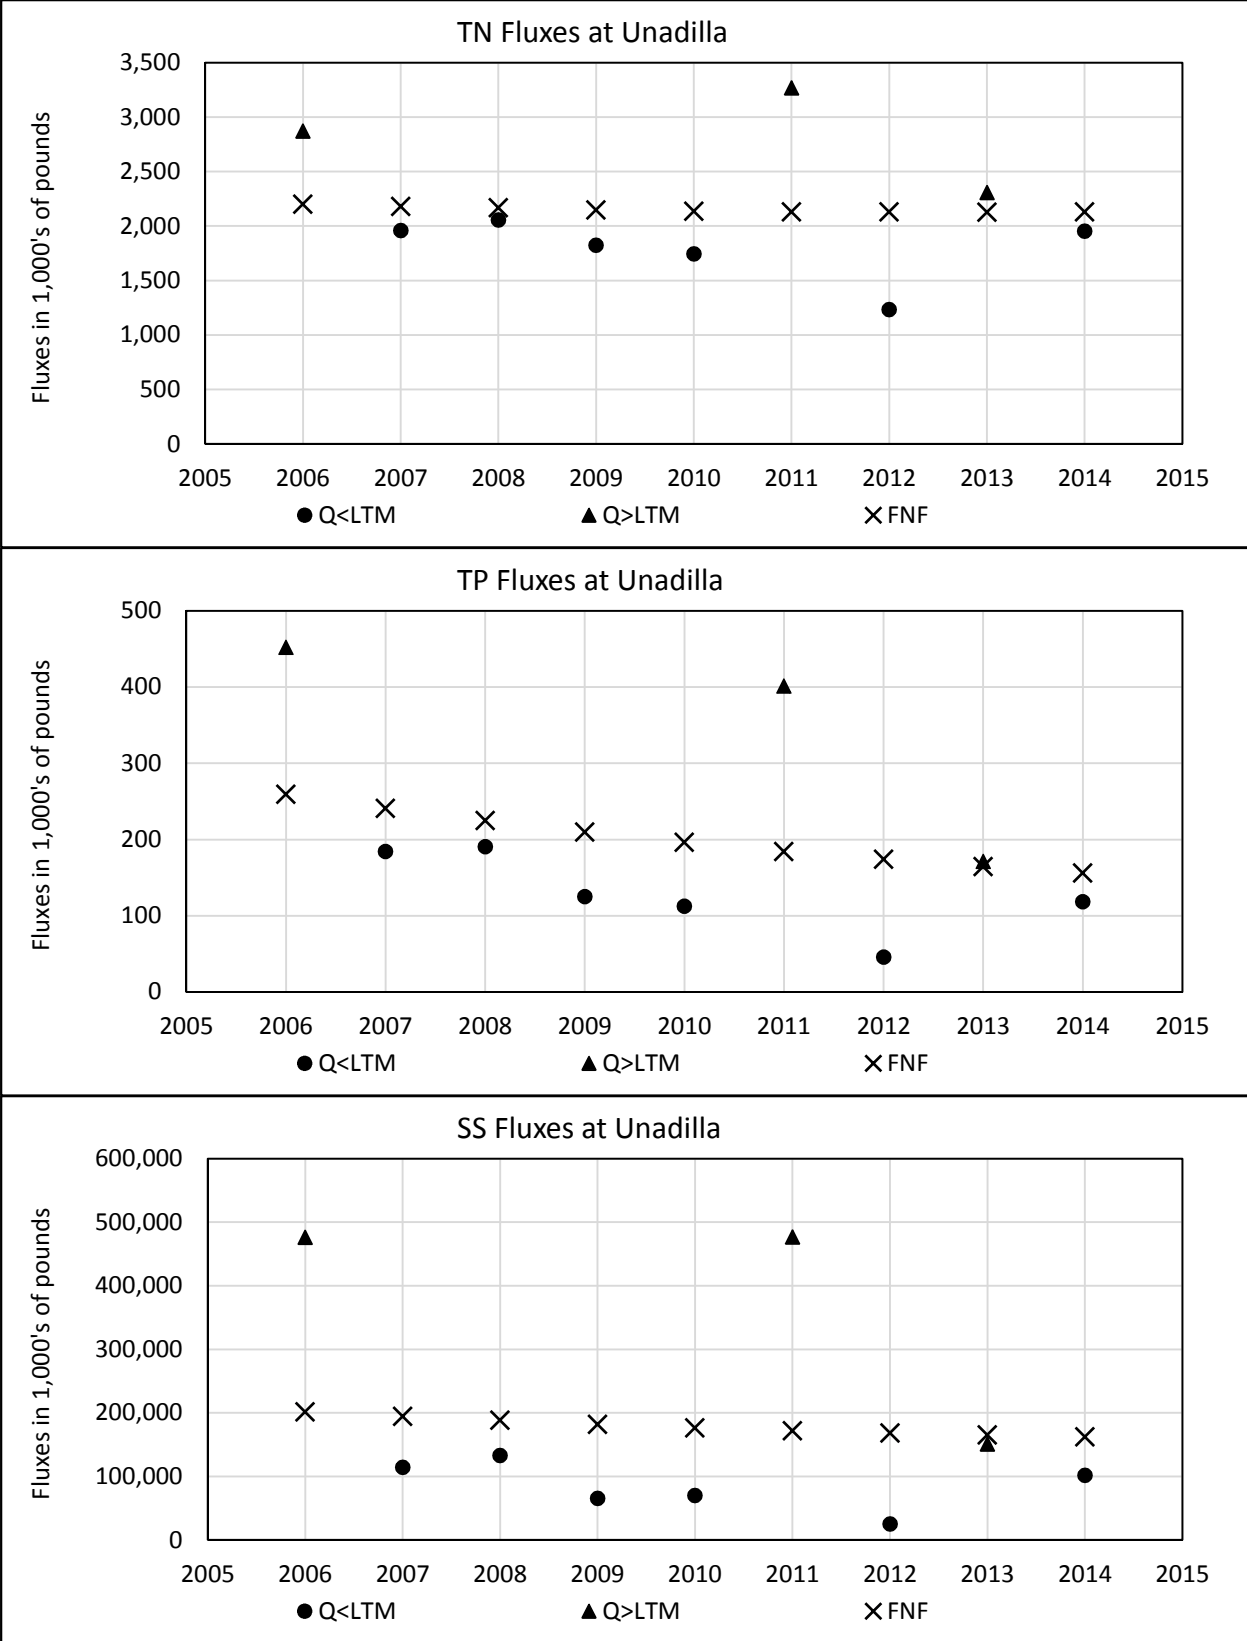 TN Fluxes at Unadilla
Fluxes in 1,000's of pounds
3,500
3,000
2,500
2,000
1,500
1,000
500
0
2005 2006 2007 2008 2009 2010 2011 2012 2013 2014 2015
Q<LTM Q>LTM FNF
TP Fluxes at Unadilla
Fluxes in 1,000's of pounds
500
400
300
200
100
0
2005 2006 2007 2008 2009 2010 2011 2012 2013 2014 2015
Q<LTM Q>LTM FNF
SS Fluxes at Unadilla
Fluxes in 1,000's of pounds
600,000
500,000
400,000
300,000
200,000
100,000
0
2005 2006 2007 2008 2009 2010 2011 2012 2013 2014 2015
Q<LTM Q>LTM FNF